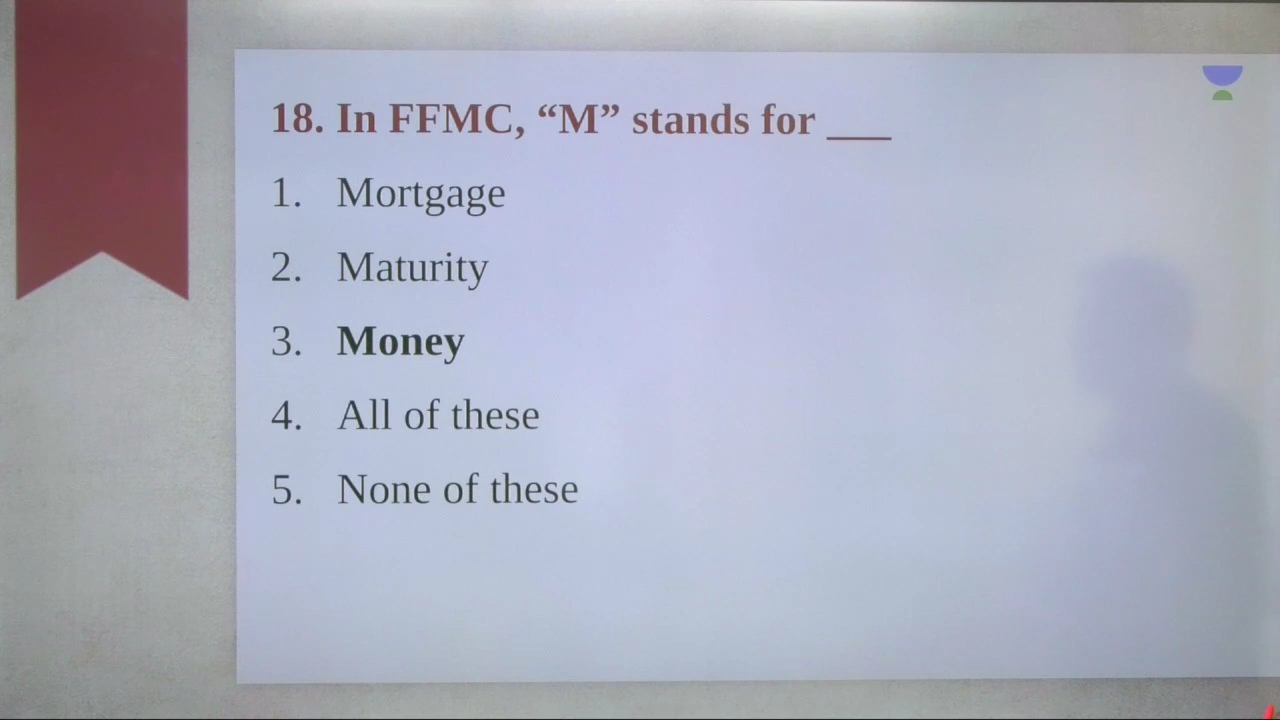 18. In FFMC, “M” stands for ___
1. Mortgage
2. Maturity
3. Money
4. All of these
5. None of these